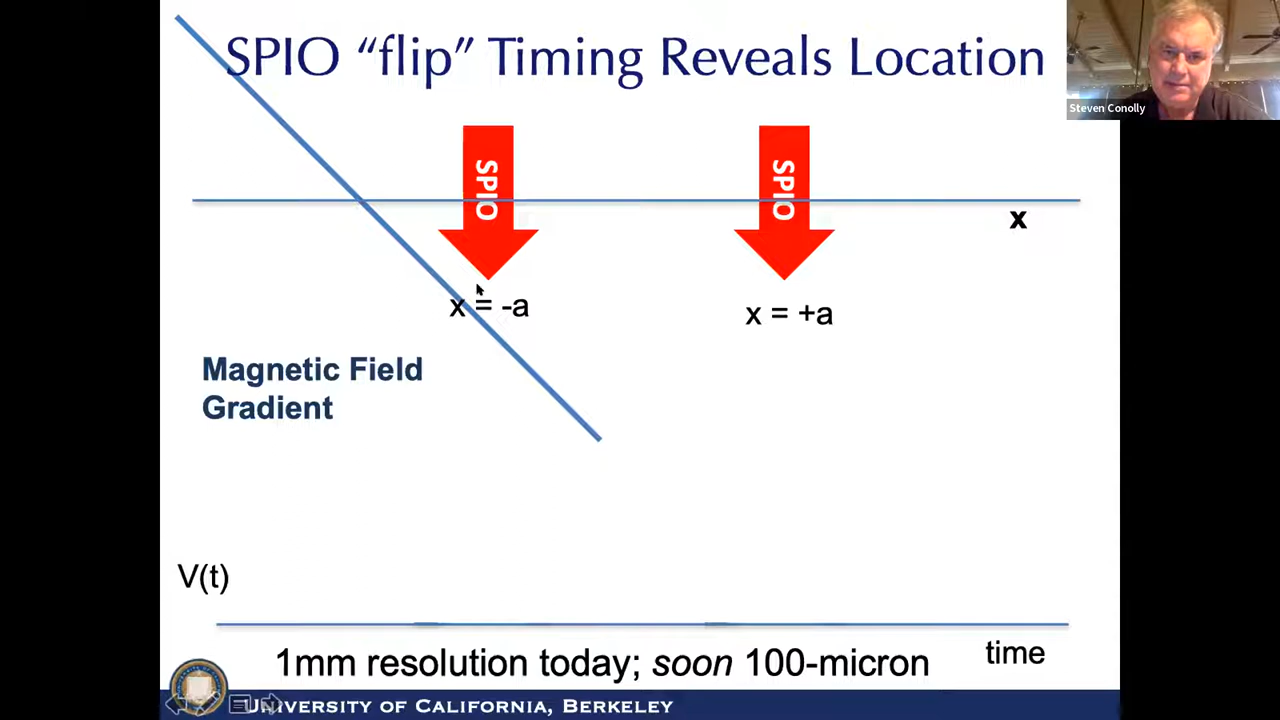 SPIO “flip” Timing Reveals Location
Steven Conolly
SPIO
SPIO
x
x = -a
x = +a
Magnetic Field
Gradient
V(t)
time
1mm resolution today; soon 100-micron
UNIVERSITY OF CALIFORNIA, BERKELEY